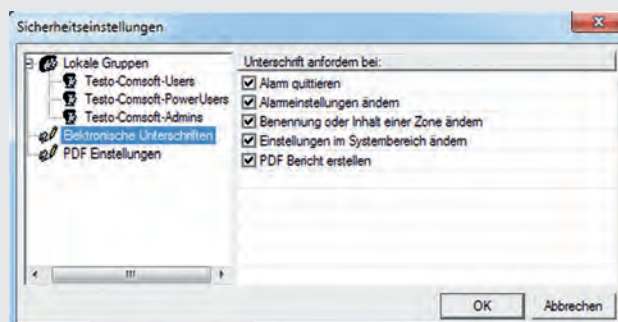 Sicherheitseinstellungen
Lokale Gruppen
Testo-Comsoft-Users
Testo-Comsoft-PowerUsers
Testo-Comsoft-Admins
Elektronische Unterschriften
PDF Einstellungen
Unterschrift anfordern bei:
Alarm quittieren
Alarmeinstellungen ändern
Benennung oder Inhalt einer Zone ändern
Einstellungen im Systembereich ändern
PDF Bericht erstellen
OK
Abbrechen